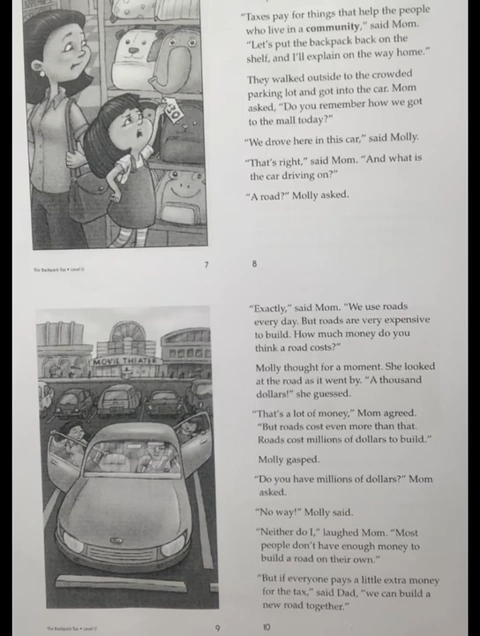 "Taxes pay for things that help the people
who live in a community," said Mom.
"Let's put the backpack back on the
shelf, and I'll explain on the way home."
They walked outside to the crowded
parking lot and got into the car. Mom
asked, "Do you remember how we got
to the mall today?"
"We drove here in this car," said Molly.
"That's right," said Mom. "And what is
the car driving on?"
"A road?" Molly asked.
The Backpack Tax • Level
7
8
MOVIE THEATER
"Exactly," said Mom. "We use roads
every day. But roads are very expensive
to build. How much money do you
think a road costs?"
Molly thought for a moment. She looked
at the road as it went by. "A thousand
dollars!" she guessed.
"That's a lot of money," Mom agreed.
"But roads cost even more than that.
Roads cost millions of dollars to build."
Molly gasped.
"Do you have millions of dollars?" Mom
asked.
"No way!" Molly said.
"Neither do I," laughed Mom. "Most
people don't have enough money to
build a road on their own."
"But if everyone pays a little extra money
for the tax," said Dad, "we can build a
new road together."
The Backpack Tax • Level
9
10